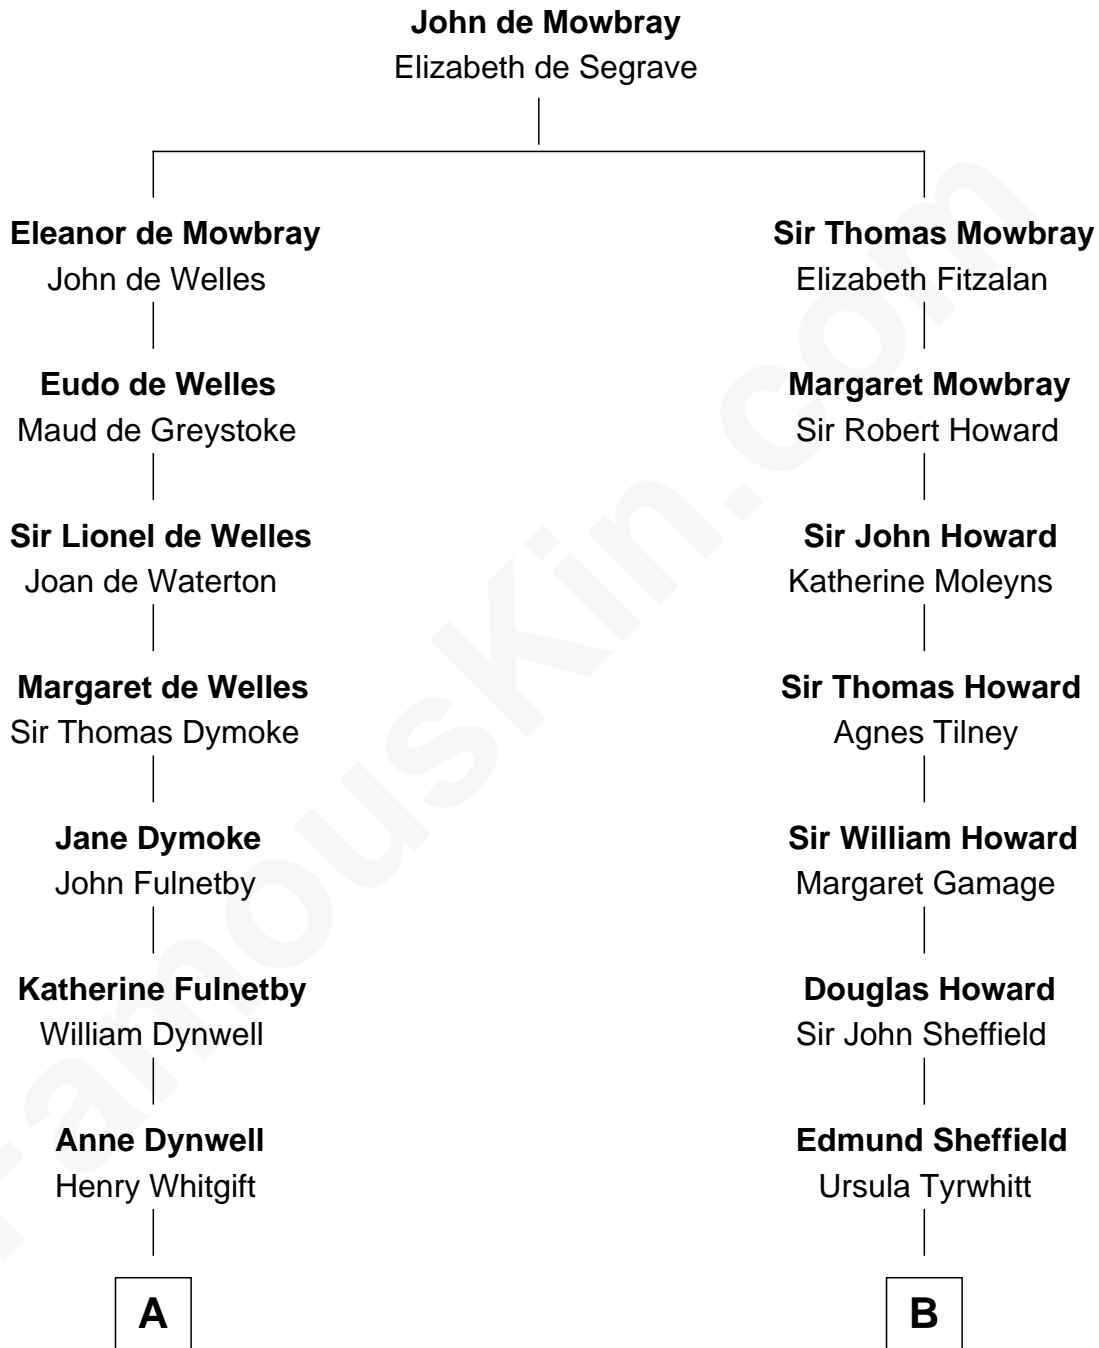 John de Mowbray
Elizabeth de Segrave
Eleanor de Mowbray
John de Welles
Eudo de Welles
Maud de Greystoke
Sir Lionel de Welles
Joan de Waterton
Margaret de Welles
Sir Thomas Dymoke
Jane Dymoke
John Fulnetby
Katherine Fulnetby
William Dynwell
Anne Dynwell
Henry Whitgift
A
Sir Thomas Mowbray
Elizabeth Fitzalan
Margaret Mowbray
Sir Robert Howard
Sir John Howard
Katherine Moleyns
Sir Thomas Howard
Agnes Tilney
Sir William Howard
Margaret Gamage
Douglas Howard
Sir John Sheffield
Edmund Sheffield
Ursula Tyrwhitt
B
FamousKin.com